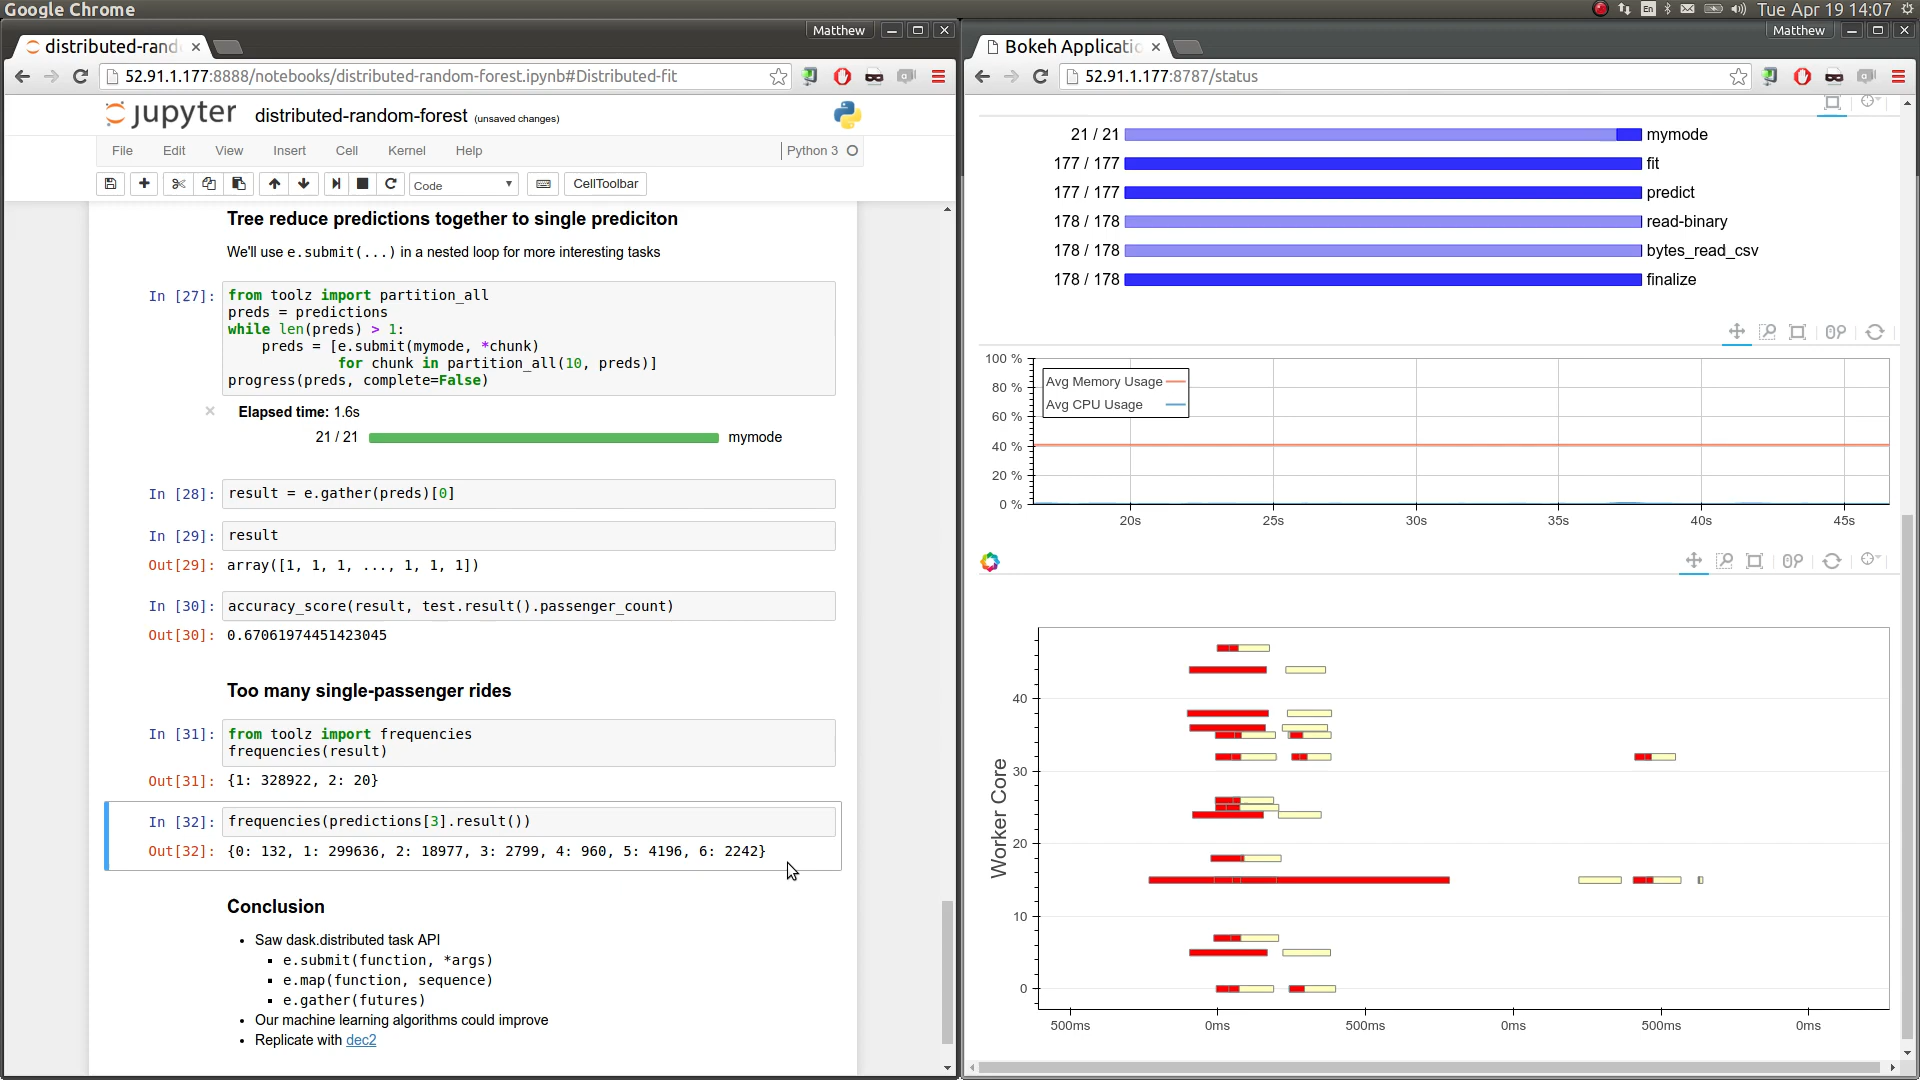 Google Chrome
En
Tue Apr 19 14:07
Matthew
distributed-rand
52.91.1.177:8888/notebooks/distributed-random-forest.ipynb#Distributed-fit
jupyter
distributed-random-forest (unsaved changes)
File Edit View Insert Cell Kernel Help
Python 3
Code
CellToolbar
Tree reduce predictions together to single prediciton
We'll use e.submit(...) in a nested loop for more interesting tasks
In [27]: from toolz import partition_all
preds = predictions
while len(preds) > 1:
    preds = [e.submit(mymode, *chunk)
             for chunk in partition_all(10, preds)]
progress(preds, complete=False)
Elapsed time: 1.6s
21 / 21 mymode
In [28]: result = e.gather(preds)[0]
In [29]: result
Out[29]: array([1, 1, 1, ..., 1, 1, 1])
In [30]: accuracy_score(result, test.result().passenger_count)
Out[30]: 0.67061974451423045
Too many single-passenger rides
In [31]: from toolz import frequencies
frequencies(result)
Out[31]: {1: 328922, 2: 20}
In [32]: frequencies(predictions[3].result())
Out[32]: {0: 132, 1: 299636, 2: 18977, 3: 2799, 4: 960, 5: 4196, 6: 2242}
Conclusion
• Saw dask.distributed task API
▪ e.submit(function, *args)
▪ e.map(function, sequence)
▪ e.gather(futures)
• Our machine learning algorithms could improve
• Replicate with dec2
Matthew
Bokeh Applicatio
52.91.1.177:8787/status
21 / 21 mymode
177 / 177 fit
177 / 177 predict
178 / 178 read-binary
178 / 178 bytes_read_csv
178 / 178 finalize
100 %
80 %
60 %
40 %
20 %
0 %
Avg Memory Usage
Avg CPU Usage
20s 25s 30s 35s 40s 45s
Worker Core
40
30
20
10
0
500ms 0ms 500ms 0ms 500ms 0ms